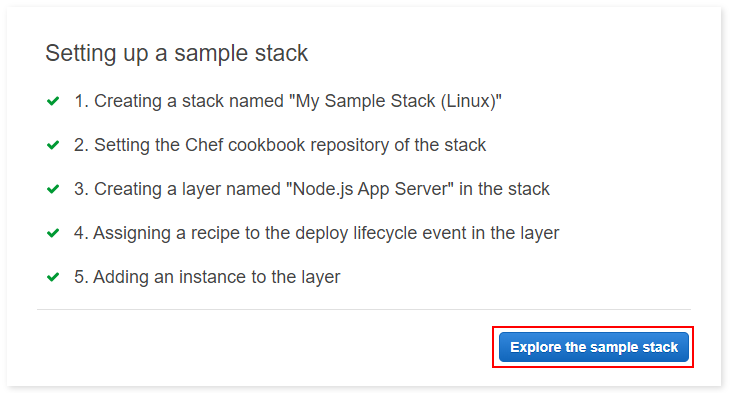 Setting up a sample stack
1. Creating a stack named "My Sample Stack (Linux)"
2. Setting the Chef cookbook repository of the stack
3. Creating a layer named "Node.js App Server" in the stack
4. Assigning a recipe to the deploy lifecycle event in the layer
5. Adding an instance to the layer
Explore the sample stack